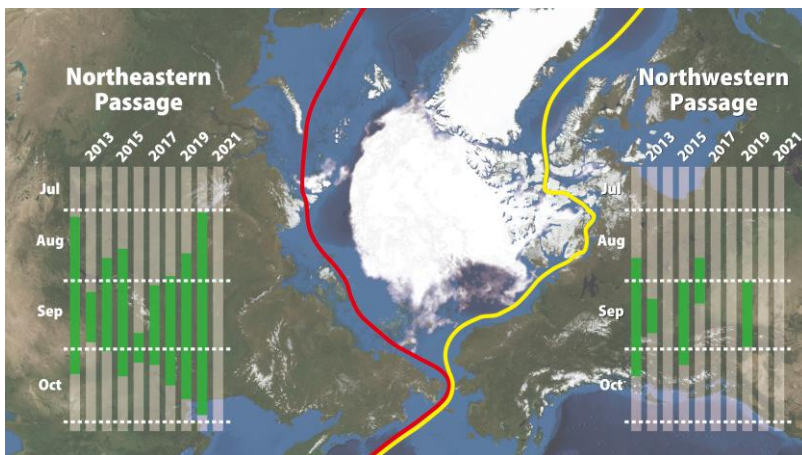 Northeastern
Passage
2013
2015
2017
2019
2021
Jul
Aug
Sep
Oct
Northwestern
Passage
2013
2015
2017
2019
2021
Jul
Aug
Sep
Oct